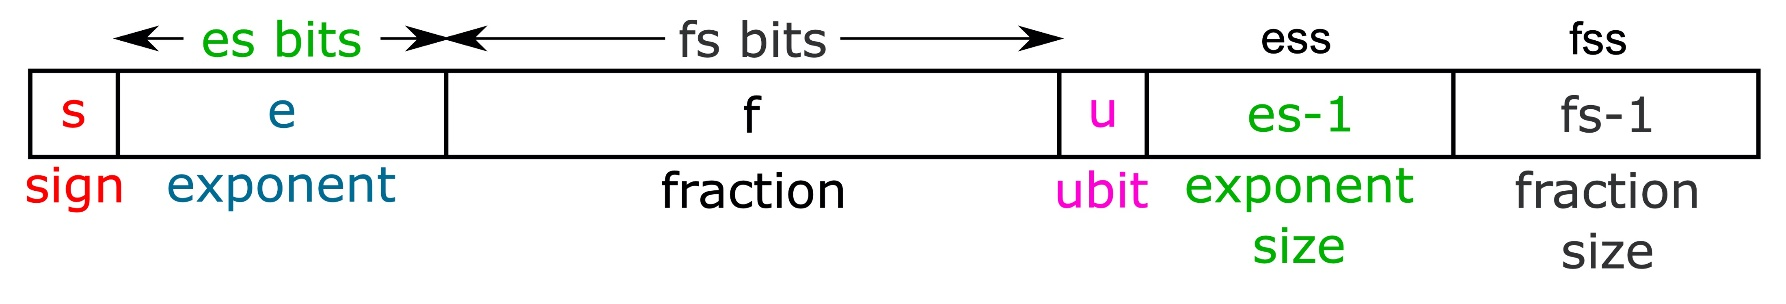 es bits fs bits ess fss
s e f u es-1 fs-1
sign exponent fraction ubit exponent size fraction size